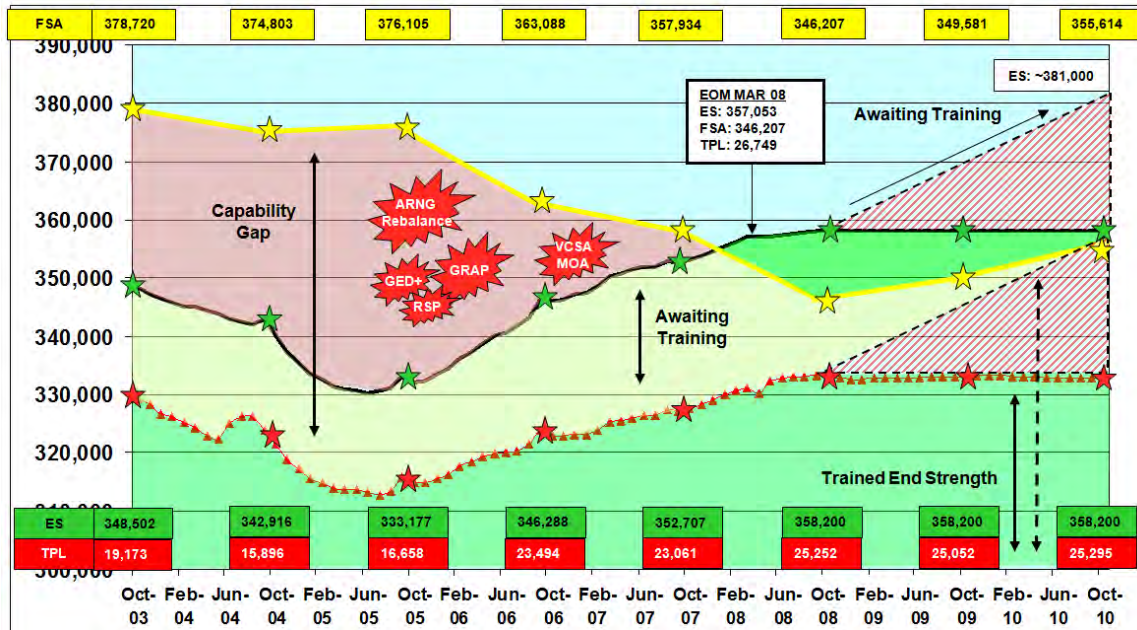 FSA 378,720 374,803 376,105 363,088 357,934 346,207 349,581 355,614
390,000
380,000
370,000
360,000
350,000
340,000
330,000
320,000
310,000
300,000
ES: ~381,000
Awaiting Training
EOM MAR 08
ES: 357,053
FSA: 346,207
TPL: 26,749
Capability
Gap
ARNG
Rebalance
GED+
GRAP
RSP
VCSA
MOA
Awaiting
Training
Trained End Strength
ES 348,502 342,916 333,177 346,288 352,707 358,200 358,200 358,200
TPL 19,173 15,896 16,658 23,494 23,061 25,252 25,052 25,295
Oct- Feb- Jun- Oct- Feb- Jun- Oct- Feb- Jun- Oct- Feb- Jun- Oct- Feb- Jun- Oct- Feb- Jun- Oct- Feb- Jun- Oct-
03 04 04 04 05 05 05 06 06 06 07 07 07 08 08 08 09 09 09 10 10 10